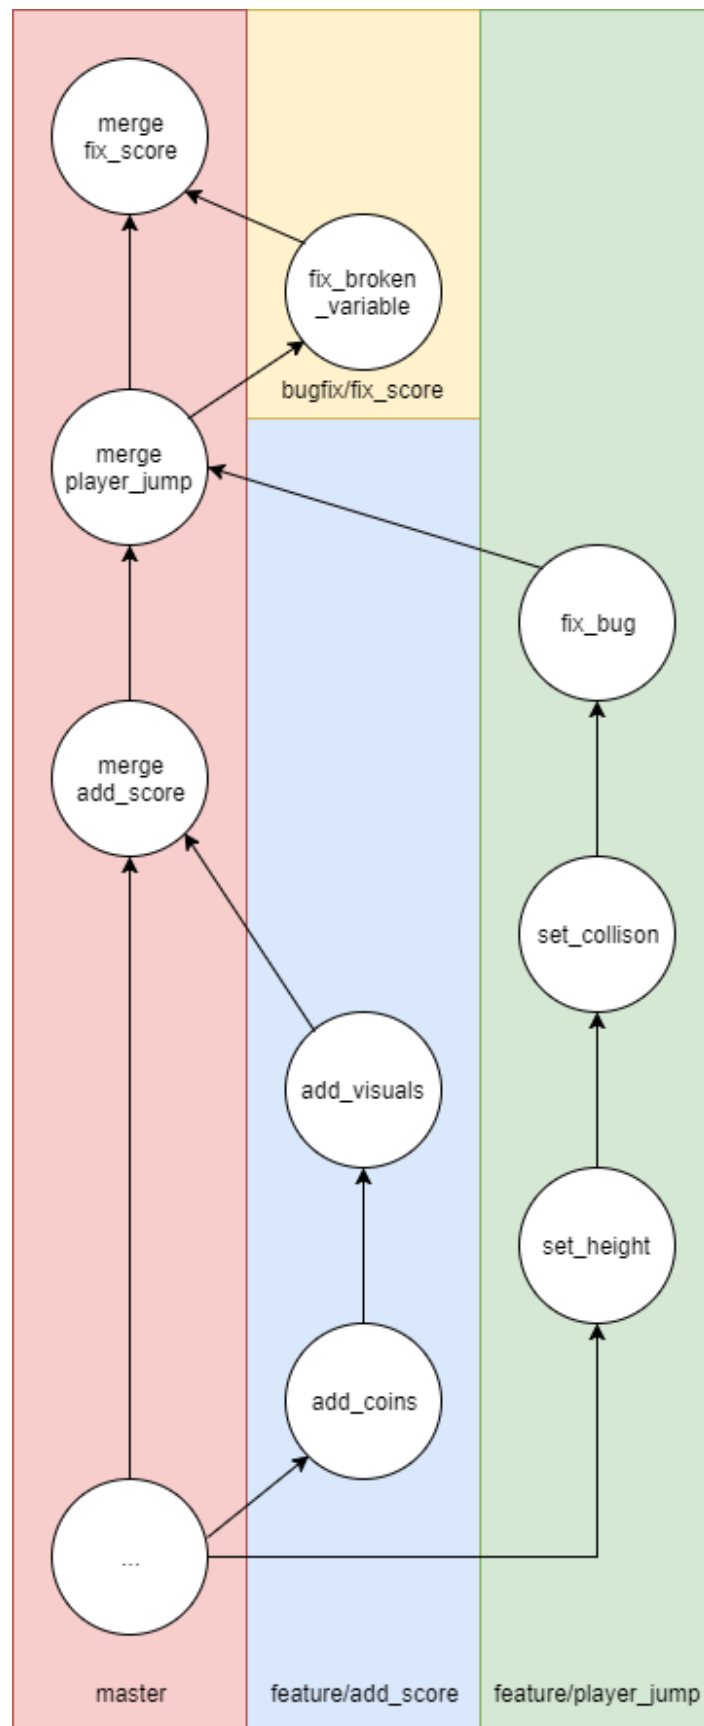 merge
fix_score
fix_broken
_variable
bugfix/fix_score
merge
player_jump
fix_bug
merge
add_score
set_collison
add_visuals
set_height
add_coins
...
master
feature/add_score
feature/player_jump